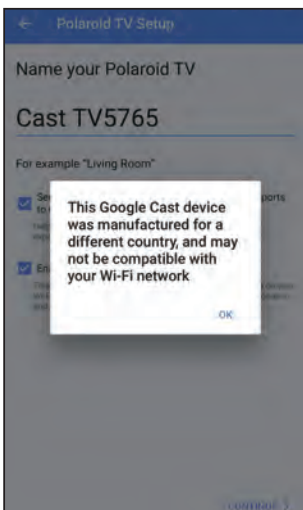 ← Polaroid TV Setup
Name your Polaroid TV
Cast TV5765
For example "Living Room"
This Google Cast device
was manufactured for a
different country, and may
not be compatible with
your Wi-Fi network
OK
CONTINUE >